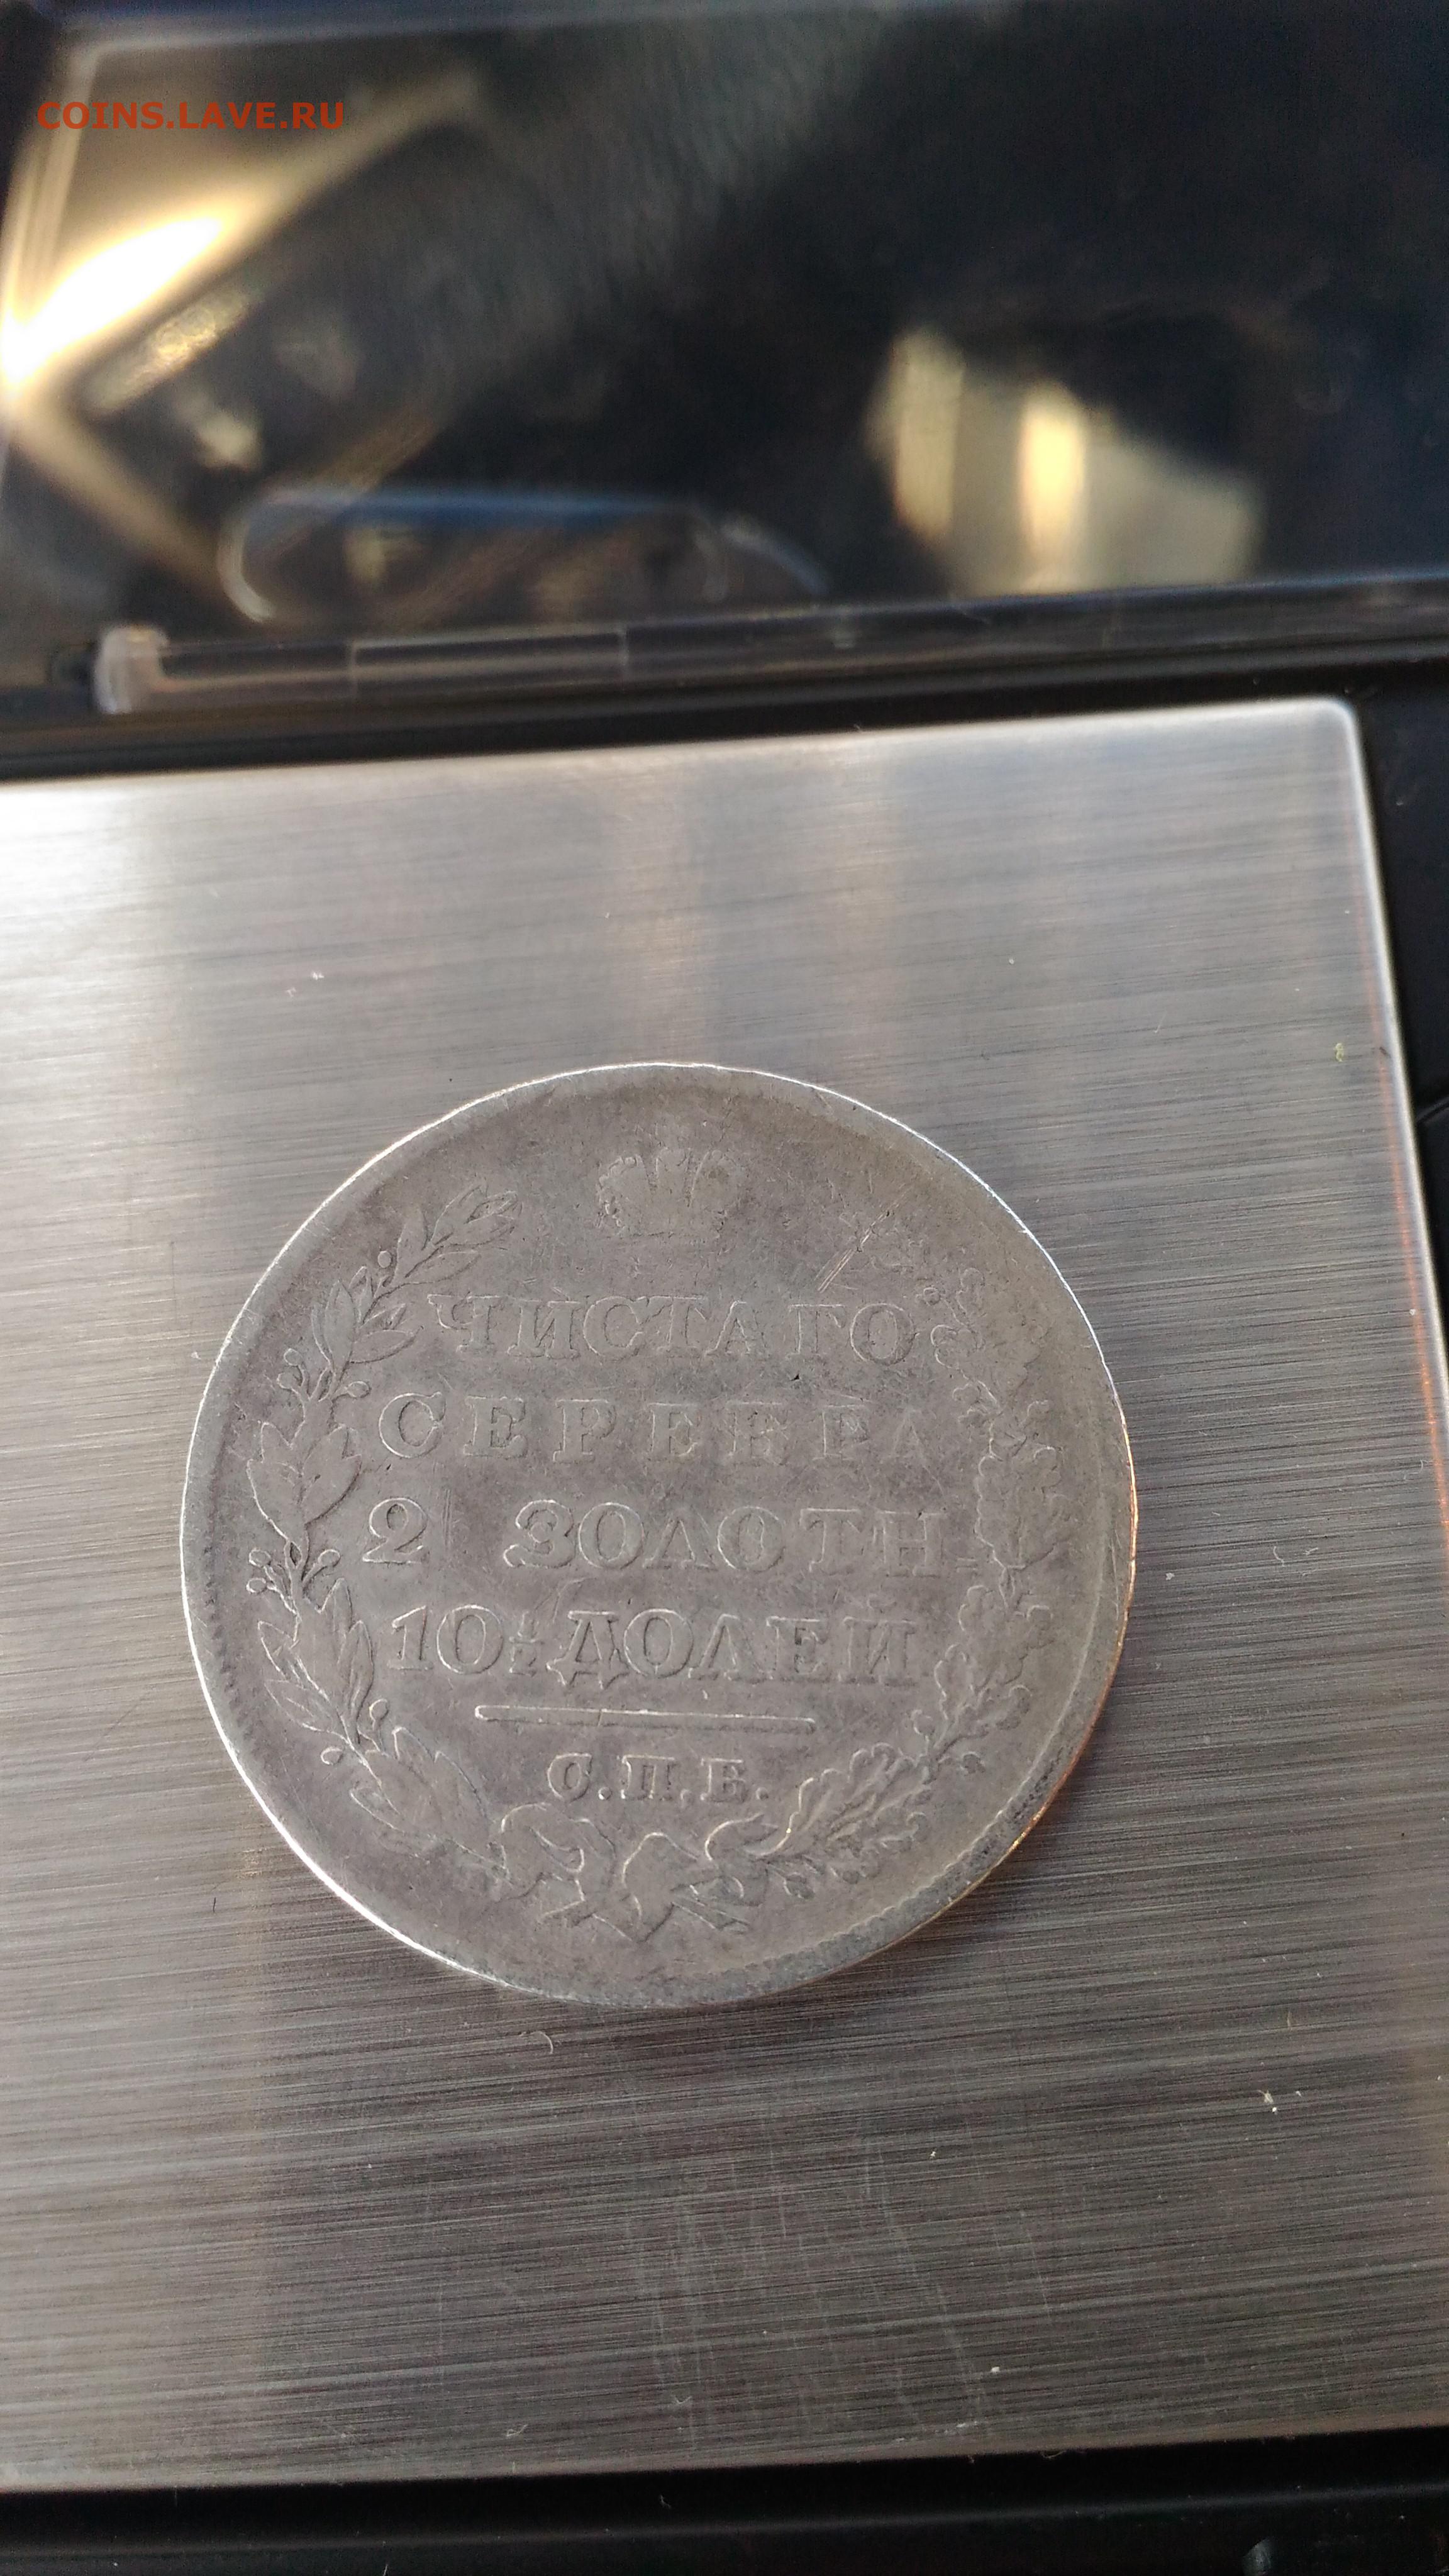 COINS.LAVE.RU
ЧИСТАГО
СЕРЕБРА
2 ЗОЛОТН.
10½ ДОЛЕЙ
С.П.Б.